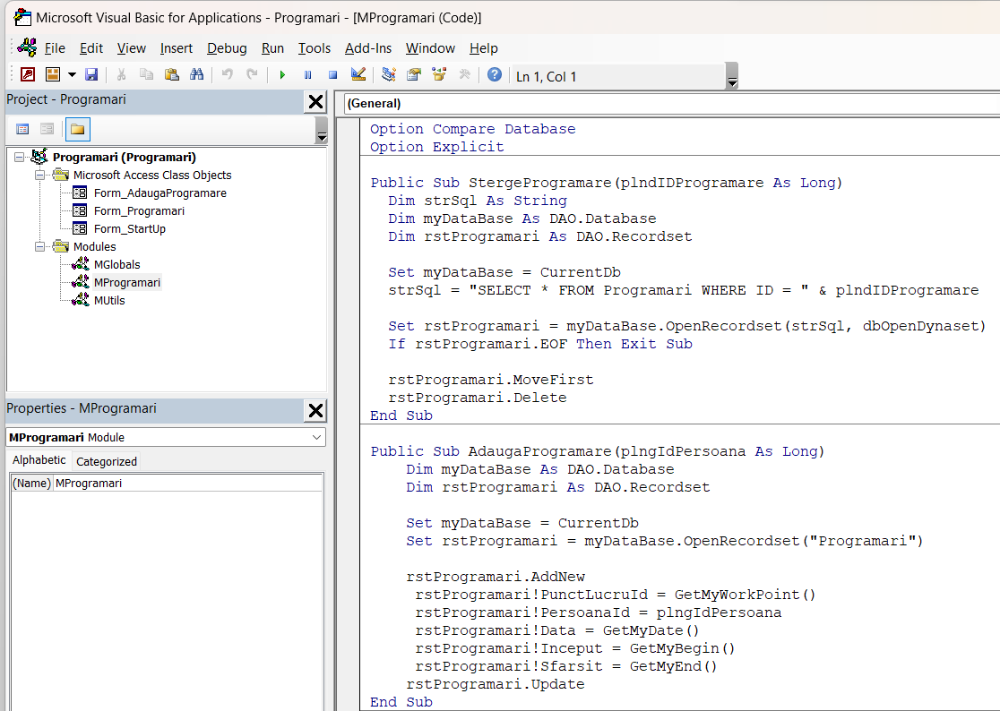 Microsoft Visual Basic for Applications - Programari - [MProgramari (Code)]
File Edit View Insert Debug Run Tools Add-Ins Window Help
Ln 1, Col 1
Project - Programari
Programari (Programari)
Microsoft Access Class Objects
Form_AdaugaProgramare
Form_Programari
Form_StartUp
Modules
MGlobals
MProgramari
MUtils
Properties - MProgramari
MProgramari Module
Alphabetic Categorized
(Name) MProgramari
(General)
Option Compare Database
Option Explicit
Public Sub StergeProgramare(plndIDProgramare As Long)
Dim strSql As String
Dim myDataBase As DAO.Database
Dim rstProgramari As DAO.Recordset
Set myDataBase = CurrentDb
strSql = "SELECT * FROM Programari WHERE ID = " & plndIDProgramare
Set rstProgramari = myDataBase.OpenRecordset(strSql, dbOpenDynaset)
If rstProgramari.EOF Then Exit Sub
rstProgramari.MoveFirst
rstProgramari.Delete
End Sub
Public Sub AdaugaProgramare(plngIdPersoana As Long)
Dim myDataBase As DAO.Database
Dim rstProgramari As DAO.Recordset
Set myDataBase = CurrentDb
Set rstProgramari = myDataBase.OpenRecordset("Programari")
rstProgramari.AddNew
rstProgramari!PunctLucruId = GetMyWorkPoint()
rstProgramari!PersoanaId = plngIdPersoana
rstProgramari!Data = GetMyDate()
rstProgramari!Inceput = GetMyBegin()
rstProgramari!Sfarsit = GetMyEnd()
rstProgramari.Update
End Sub